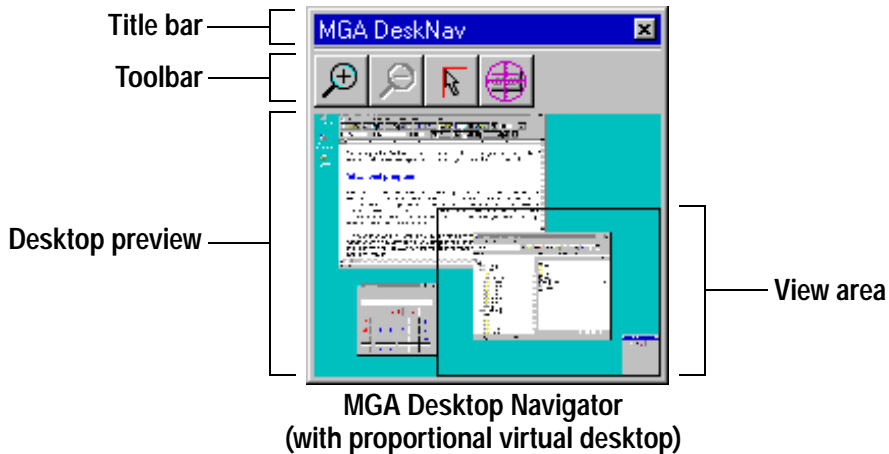 Title bar
MGA DeskNav
Toolbar
Desktop preview
View area
MGA Desktop Navigator
(with proportional virtual desktop)